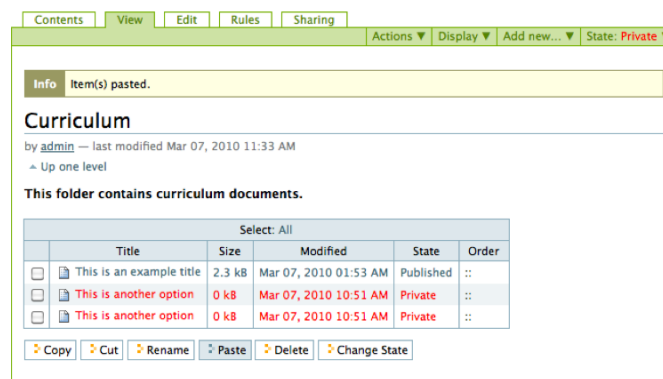 Contents View Edit Rules Sharing
Actions ▼ Display ▼ Add new... ▼ State: Private
Info Item(s) pasted.
Curriculum
by admin — last modified Mar 07, 2010 11:33 AM
Up one level
This folder contains curriculum documents.
Select: All
Title Size Modified State Order
This is an example title 2.3 kB Mar 07, 2010 01:53 AM Published ::
This is another option 0 kB Mar 07, 2010 10:51 AM Private ::
This is another option 0 kB Mar 07, 2010 10:51 AM Private ::
Copy Cut Rename Paste Delete Change State